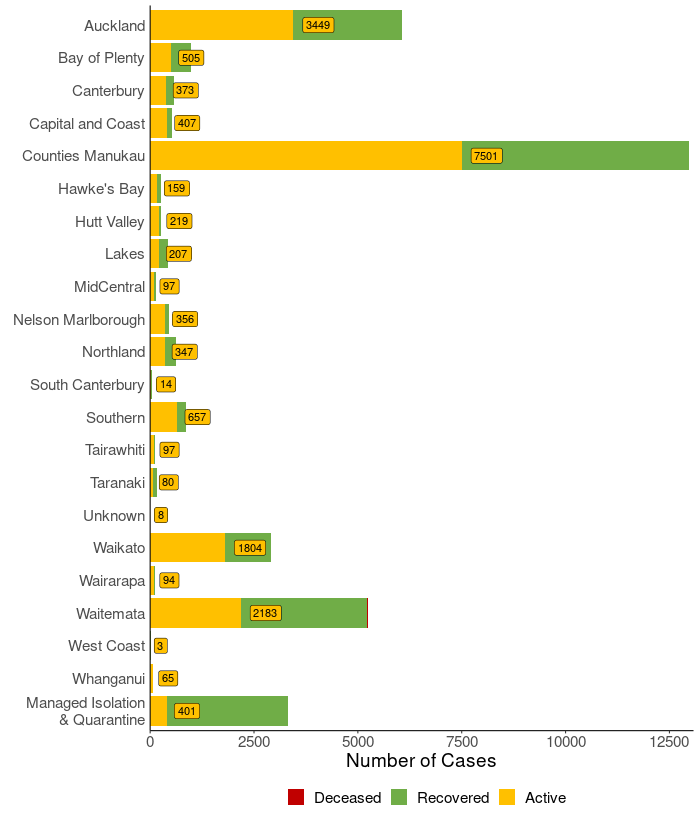 Auckland 3449
Bay of Plenty 505
Canterbury 373
Capital and Coast 407
Counties Manukau 7501
Hawke's Bay 159
Hutt Valley 219
Lakes 207
MidCentral 97
Nelson Marlborough 356
Northland 347
South Canterbury 14
Southern 657
Tairawhiti 97
Taranaki 80
Unknown 8
Waikato 1804
Wairarapa 94
Waitemata 2183
West Coast 3
Whanganui 65
Managed Isolation
& Quarantine 401
0 2500 5000 7500 10000 12500
Number of Cases
Deceased Recovered Active